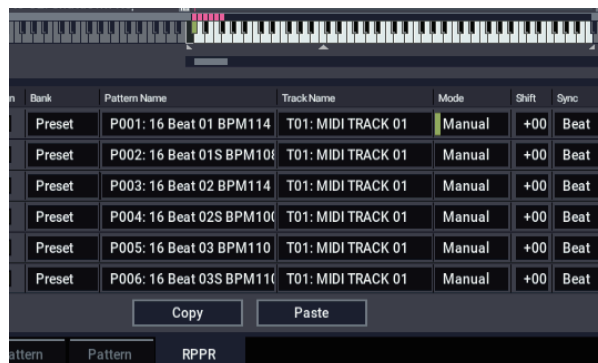 Bank Pattern Name Track Name Mode Shift Sync
Preset P001: 16 Beat 01 BPM114 T01: MIDI TRACK 01 Manual +00 Beat
Preset P002: 16 Beat 01S BPM108 T01: MIDI TRACK 01 Manual +00 Beat
Preset P003: 16 Beat 02 BPM114 T01: MIDI TRACK 01 Manual +00 Beat
Preset P004: 16 Beat 02S BPM100 T01: MIDI TRACK 01 Manual +00 Beat
Preset P005: 16 Beat 03 BPM110 T01: MIDI TRACK 01 Manual +00 Beat
Preset P006: 16 Beat 03S BPM110 T01: MIDI TRACK 01 Manual +00 Beat
Copy Paste
attern Pattern RPPR